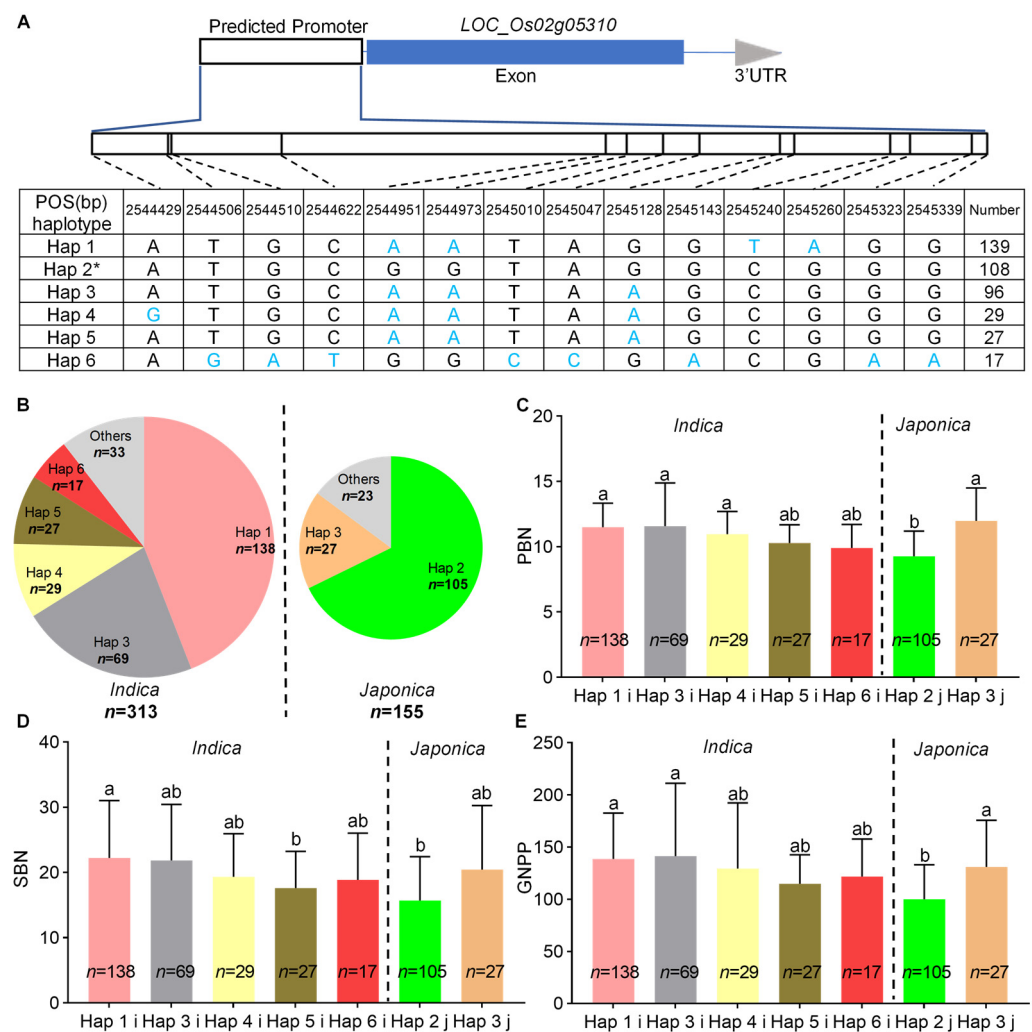 A
Predicted Promoter LOC_Os02g05310
Exon 3'UTR
POS(bp) haplotype 2544429 2544506 2544510 2544622 2544951 2544973 2545010 2545047 2545128 2545143 2545240 2545260 2545323 2545339 Number
Hap 1 A T G C A A T A G G T A G G 139
Hap 2* A T G C G G T A G G C G G G 108
Hap 3 A T G C A A T A A G C G G G 96
Hap 4 G T G C A A T A A G C G G G 29
Hap 5 A T G C A A T A A G C G G G 27
Hap 6 A G A T G G C C G A C G A A 17
B
Others
n=33
Hap 6
n=17
Hap 5
n=27
Hap 4
n=29
Hap 3
n=69
Hap 1
n=138
Indica
n=313
Others
n=23
Hap 3
n=27
Hap 2
n=105
Japonica
n=155
C
Indica Japonica
PBN
20
15
10
5
0
a a a ab ab b a
n=138 n=69 n=29 n=27 n=17 n=105 n=27
Hap 1 i Hap 3 i Hap 4 i Hap 5 i Hap 6 i Hap 2 j Hap 3 j
D
Indica Japonica
SBN
40
30
20
10
0
a ab ab b ab b ab
n=138 n=69 n=29 n=27 n=17 n=105 n=27
Hap 1 i Hap 3 i Hap 4 i Hap 5 i Hap 6 i Hap 2 j Hap 3 j
E
Indica Japonica
GNPP
250
200
150
100
50
0
a a ab ab ab b a
n=138 n=69 n=29 n=27 n=17 n=105 n=27
Hap 1 i Hap 3 i Hap 4 i Hap 5 i Hap 6 i Hap 2 j Hap 3 j